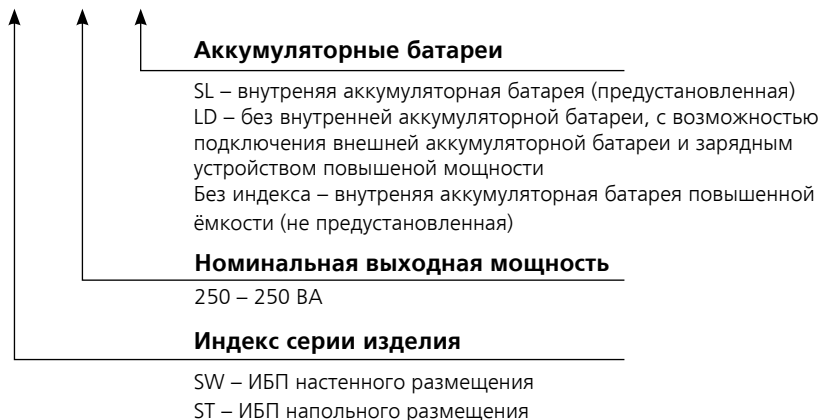 Аккумуляторные батареи
SL – внутреняя аккумуляторная батарея (предустановленная)
LD – без внутренней аккумуляторной батареи, с возможностью
подключения внешней аккумуляторной батареи и зарядным
устройством повышеной мощности
Без индекса – внутреняя аккумуляторная батарея повышенной
ёмкости (не предустановленная)
Номинальная выходная мощность
250 – 250 ВА
Индекс серии изделия
SW – ИБП настенного размещения
ST – ИБП напольного размещения